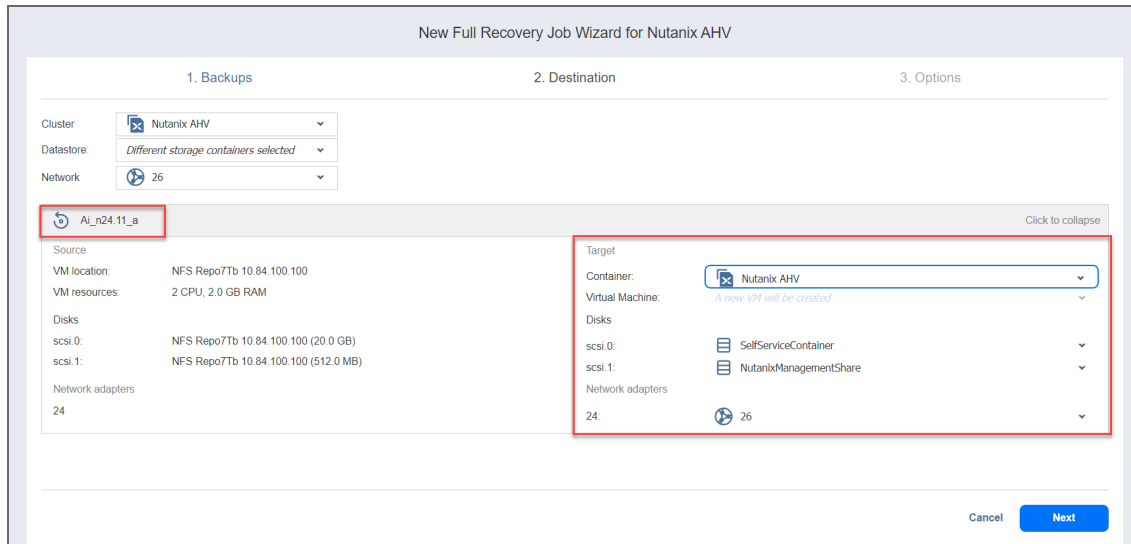 New Full Recovery Job Wizard for Nutanix AHV
1. Backups 2. Destination 3. Options
Cluster Nutanix AHV
Datastore: Different storage containers selected
Network 26
Ai_n24.11_a Click to collapse
Source Target
VM location: NFS Repo7Tb 10.84.100.100 Container: Nutanix AHV
VM resources: 2 CPU, 2.0 GB RAM Virtual Machine: A new VM will be created
Disks Disks
scsi.0: NFS Repo7Tb 10.84.100.100 (20.0 GB) scsi.0: SelfServiceContainer
scsi.1: NFS Repo7Tb 10.84.100.100 (512.0 MB) scsi.1: NutanixManagementShare
Network adapters Network adapters
24 24: 26
Cancel Next